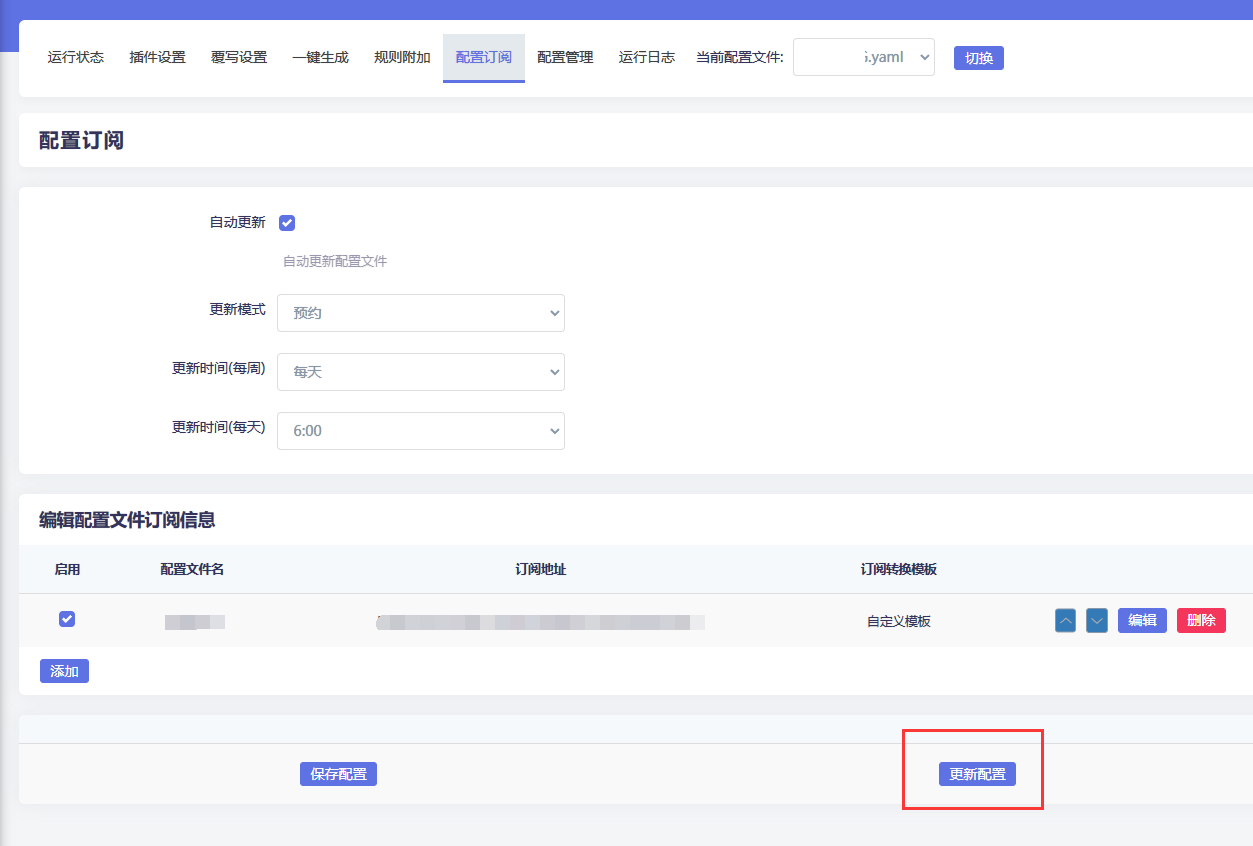 运行状态 插件设置 覆写设置 一键生成 规则附加 配置订阅 配置管理 运行日志 当前配置文件: .yaml 切换
配置订阅
自动更新
自动更新配置文件
更新模式 预约
更新时间(每周) 每天
更新时间(每天) 6:00
编辑配置文件订阅信息
启用 配置文件名 订阅地址 订阅转换模板
自定义模板 编辑 删除
添加
保存配置 更新配置